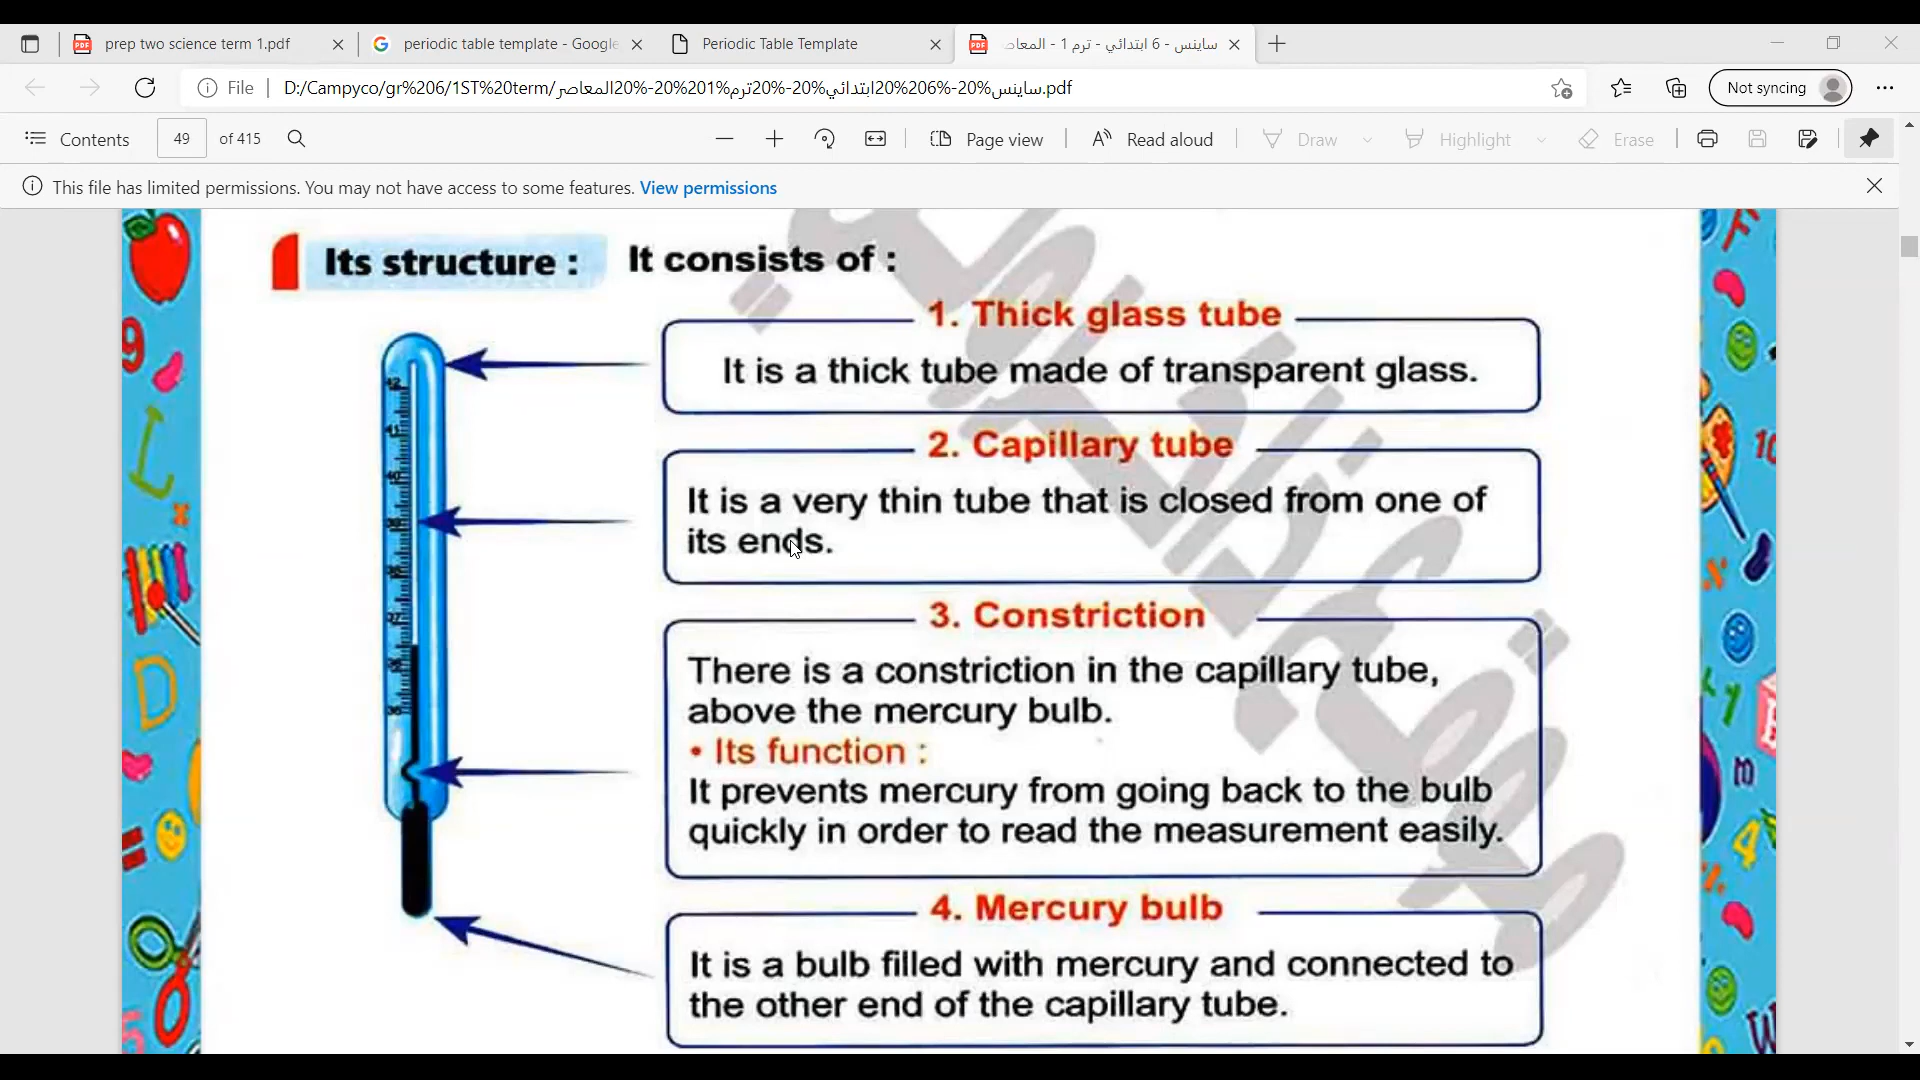 prep two science term 1.pdf
periodic table template - Google
Periodic Table Template
ساينس - 6 ابتدائي - ترم 1 - المعاصـ
File
D:/Campyco/gr%206/1ST%20term/المعاصر%20-%201ترم%20-%20ابتدائي%206%20-%20ساينس.pdf
Not syncing
Contents
49
of 415
Page view
Read aloud
Draw
Highlight
Erase
This file has limited permissions. You may not have access to some features. View permissions
Its structure :
It consists of :
1. Thick glass tube
It is a thick tube made of transparent glass.
2. Capillary tube
It is a very thin tube that is closed from one of
its ends.
3. Constriction
There is a constriction in the capillary tube,
above the mercury bulb.
• Its function :
It prevents mercury from going back to the bulb
quickly in order to read the measurement easily.
4. Mercury bulb
It is a bulb filled with mercury and connected to
the other end of the capillary tube.